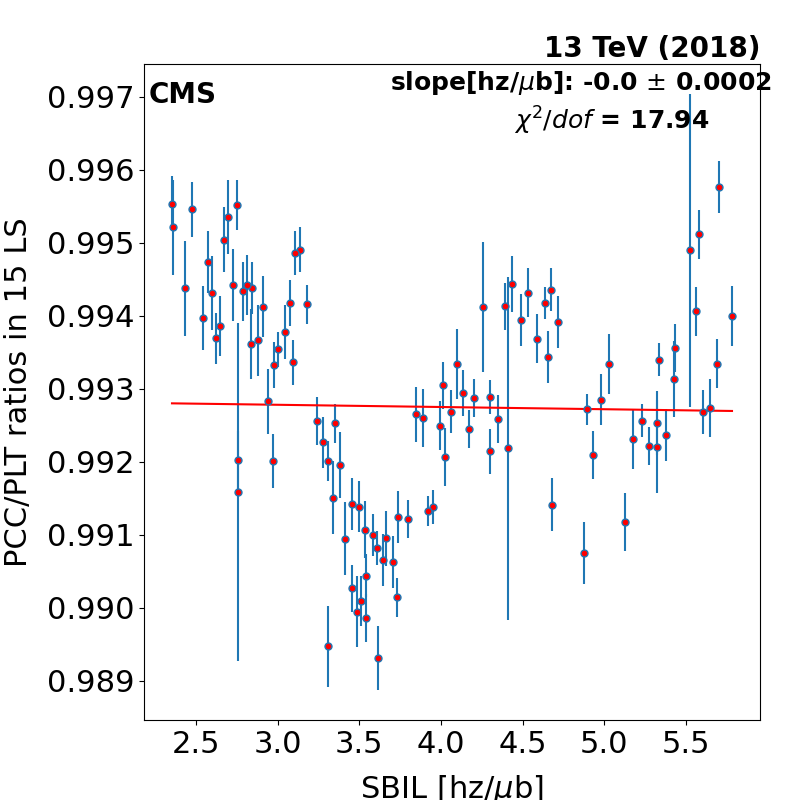 13 TeV (2018)
CMS
slope[hz/μb]: -0.0 ± 0.0002
χ²/dof = 17.94
PCC/PLT ratios in 15 LS
0.997
0.996
0.995
0.994
0.993
0.992
0.991
0.990
0.989
2.5 3.0 3.5 4.0 4.5 5.0 5.5
SBIL [hz/μb]